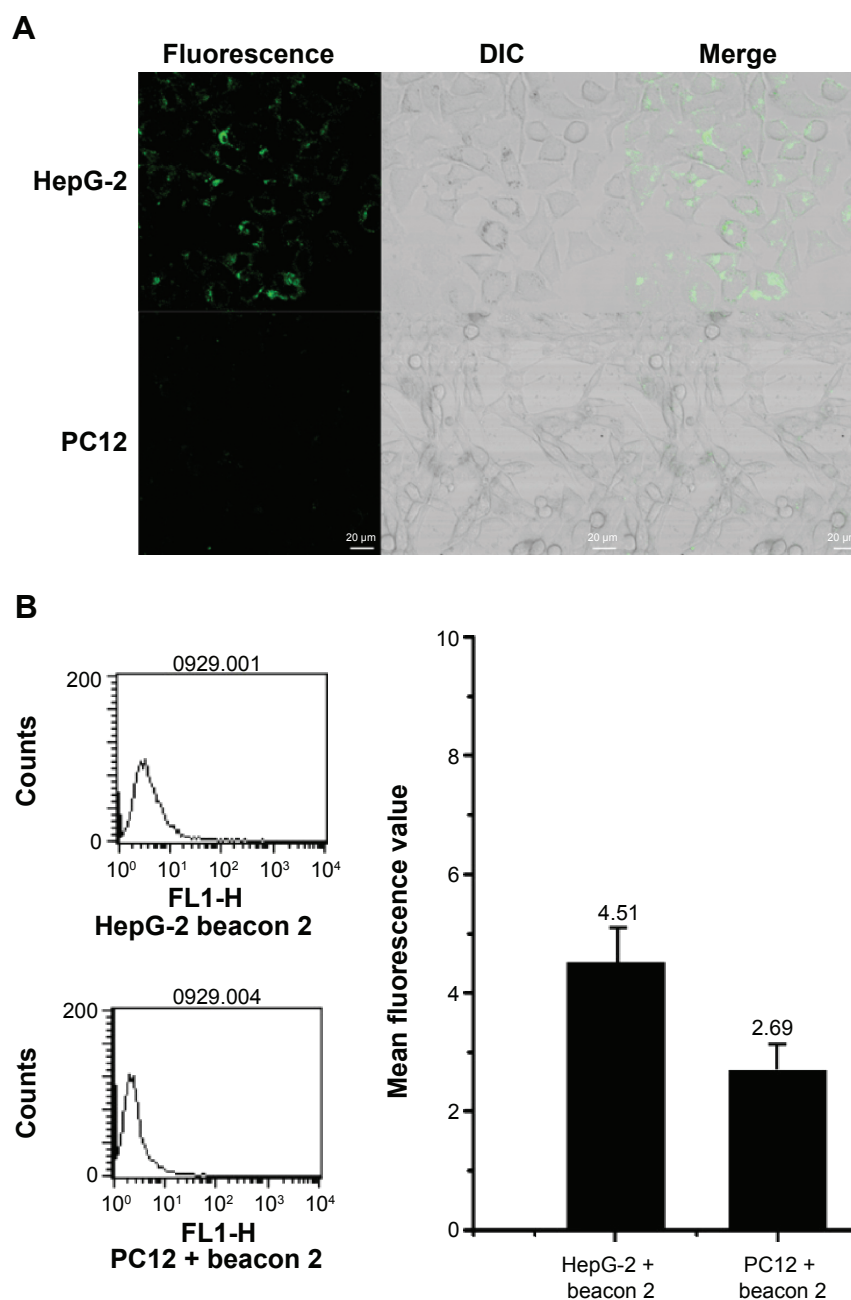 A
Fluorescence DIC Merge
HepG-2
PC12
20 µm 20 µm 20 µm
B
0929.001
200
0
Counts
10⁰ 10¹ 10² 10³ 10⁴
FL1-H
HepG-2 beacon 2
0929.004
200
0
Counts
10⁰ 10¹ 10² 10³ 10⁴
FL1-H
PC12 + beacon 2
Mean fluorescence value
10
8
6
4
2
0
4.51
2.69
HepG-2 +
beacon 2
PC12 +
beacon 2